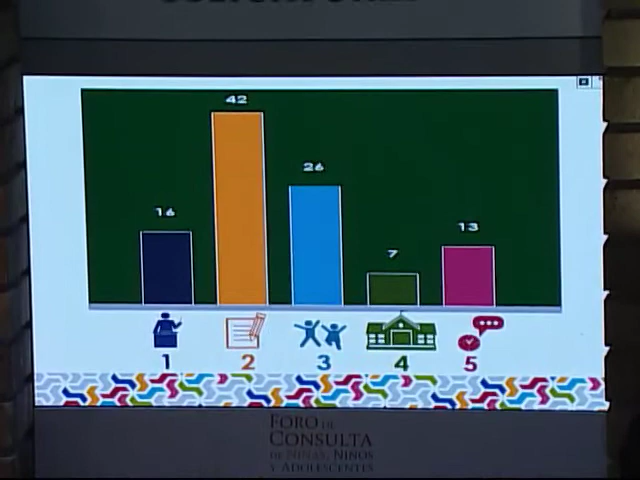 42
26
16
13
7
1 2 3 4 5
FORO DE
CONSULTA
DE NIÑAS, NIÑOS
Y ADOLESCENTES